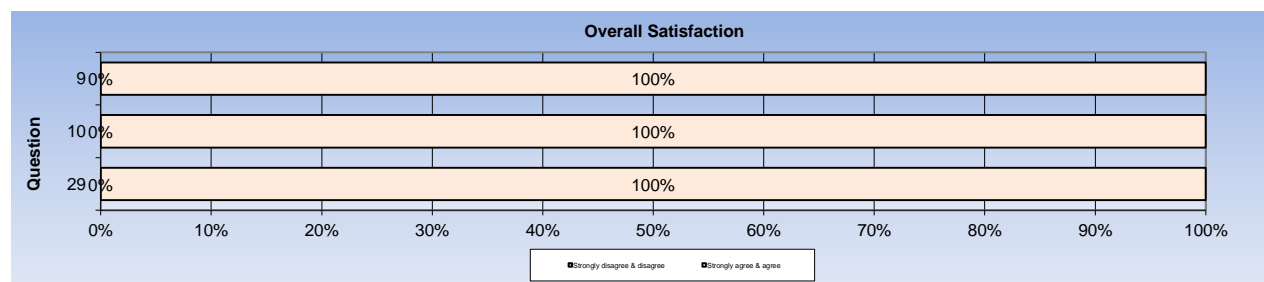 Overall Satisfaction
Question
9 0% 100%
10 0% 100%
29 0% 100%
0% 10% 20% 30% 40% 50% 60% 70% 80% 90% 100%
Strongly disagree & disagree Strongly agree & agree